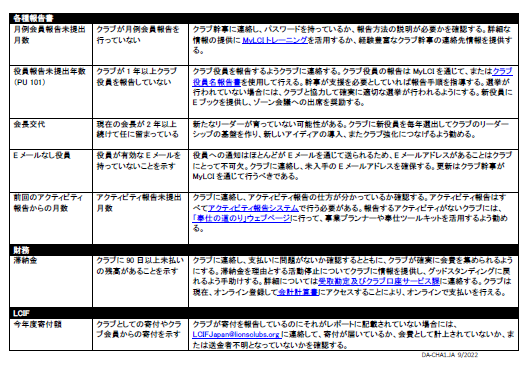 各種報告書
月例会員報告未提出
月数
クラブが月例会員報告を
行っていない
クラブ幹事に連絡し、パスワードを持っているか、報告方法の説明が必要かを確認する。詳細な
情報の提供に MyLCI トレーニングを活用するか、経験豊富なクラブ幹事の連絡先情報を提供す
る。
役員報告未提出年数
(PU 101)
クラブが 1 年以上クラブ
役員を報告していない
クラブ役員を報告するようクラブに連絡する。クラブ役員の報告は MyLCI を通じて、またはクラブ
役員名報告書を使用して行える。幹事が支援を必要としていれば報告手順を指導する。選挙が
行われていない場合には、クラブと協力して確実に適切な選挙が行われるようにする。新役員に
E ブックを提供し、ゾーン会議への出席を奨励する。
会長交代
現在の会長が 2 年以上
続けて任に留まっている
新たなリーダーが育っていない可能性がある。クラブに新役員を毎年選出してクラブのリーダー
シップの基盤を作り、新しいアイディアの導入、またクラブ強化につなげるよう勧める。
E メールなし役員
役員が有効な E メールを
持っていないことを示す
役員への通知はほとんどが E メールを通じて送られるため、E メールアドレスがあることはクラブ
にとって不可欠。クラブに連絡し、未入手の E メールアドレスを確保する。更新はクラブ幹事が
MyLCI を通じて行うべきである。
前回のアクティビティ
報告からの月数
アクティビティ報告未提出
月数
クラブに連絡し、アクティビティ報告の仕方が分かっているか確認する。アクティビティ報告はす
べてアクティビティ報告システムで行う必要がある。報告するアクティビティがないクラブには、
「奉仕の道のり」ウェブページに行って、事業プランナーや奉仕ツールキットを活用するよう勧め
る。
財務
滞納金
クラブに 90 日以上未払い
の残高があることを示す
クラブに連絡し、支払いに問題がないか確認するとともに、クラブが確実に会費を集められるよう
にする。滞納金を理由とする活動停止についてクラブに情報を提供し、グッドスタンディングに戻
れるよう手助けする。詳細については受取勘定及びクラブ口座サービス課に連絡する。クラブは
現在、オンライン登録して会計計算書にアクセスすることにより、オンラインで支払いを行える。
LCIF
今年度寄付額
クラブとしての寄付やクラ
ブ会員からの寄付を示す
クラブが寄付を報告しているのにそれがレポートに記載されていない場合には、
LCIFJapan@lionsclubs.org に連絡して、寄付が届いているか、会費として計上されていないか、ま
たは送金者不明となっていないかを確認する。
DA-CHA1.JA 9/2022